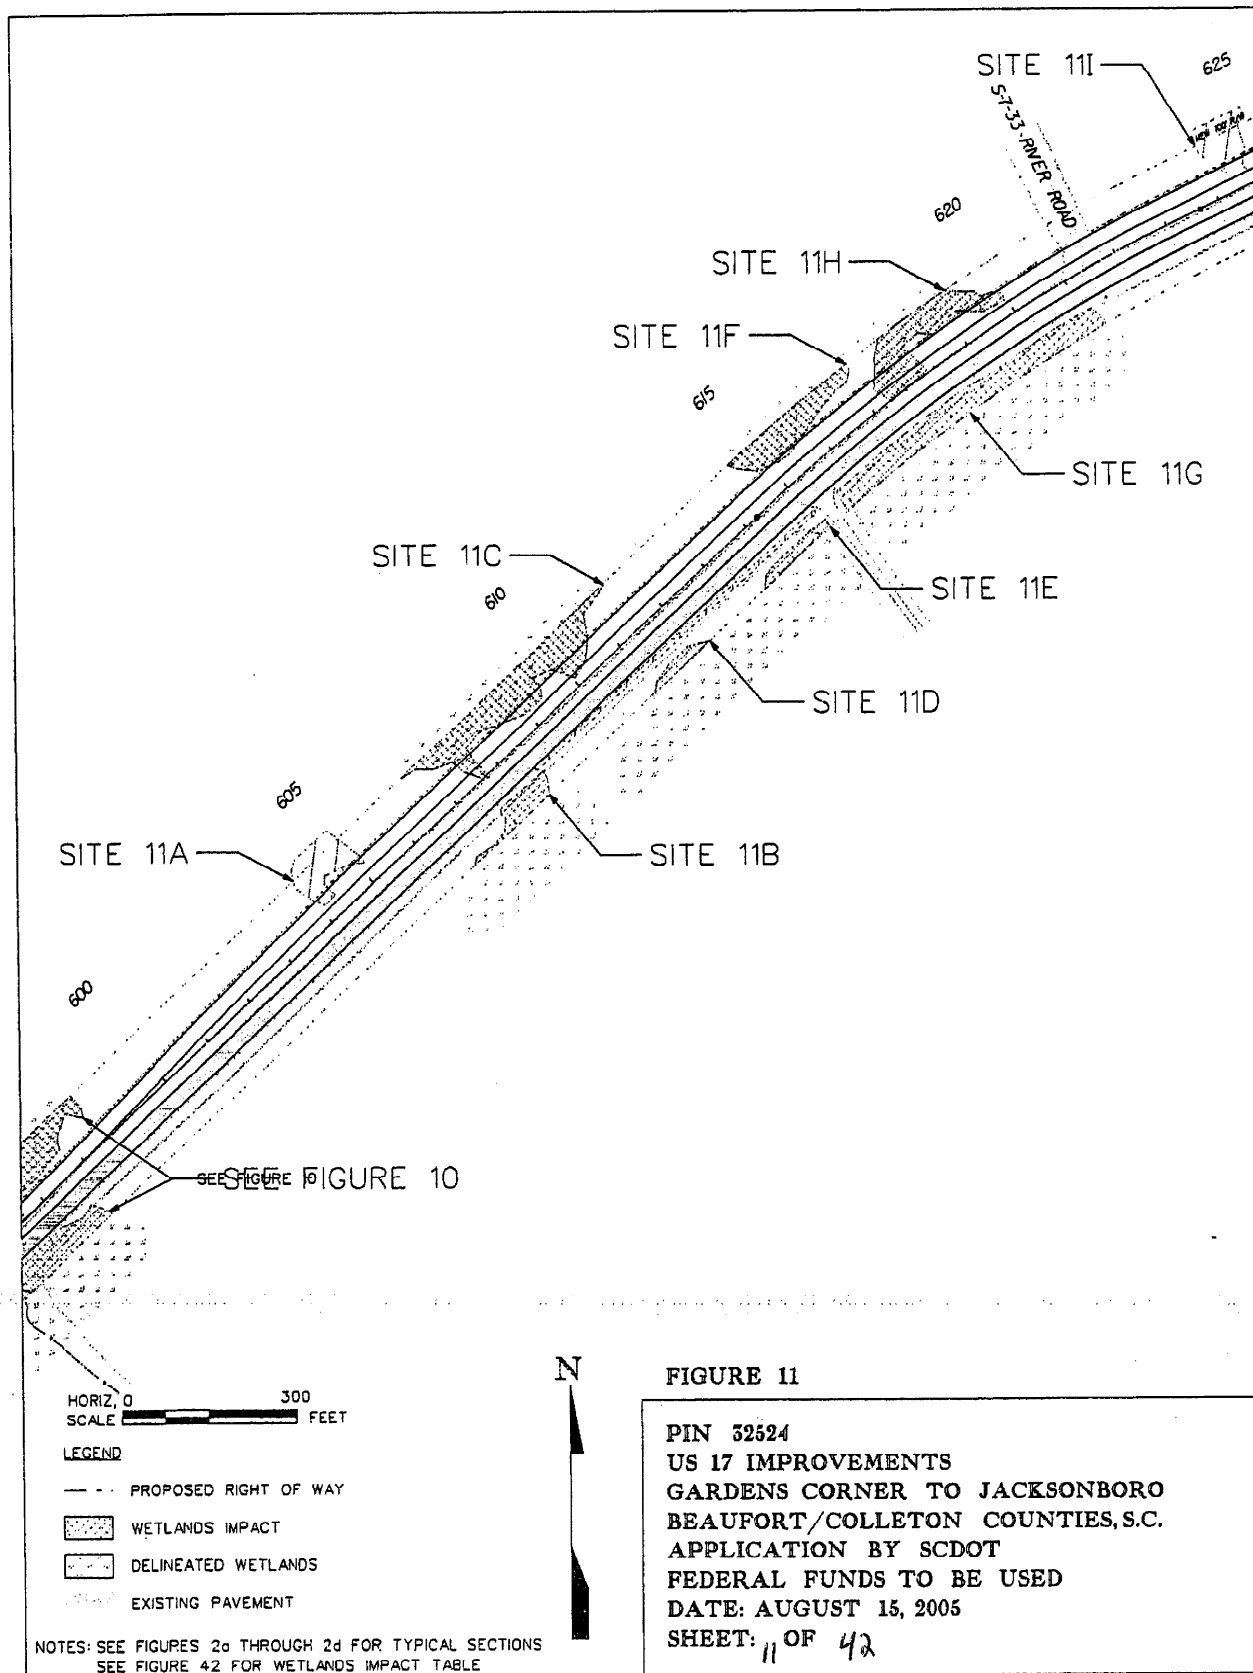 SITE 11I
625
S-7-33-RIVER ROAD
620
SITE 11H
SITE 11F
615
SITE 11G
SITE 11C
610
SITE 11E
SITE 11D
605
SITE 11A
SITE 11B
600
SEE FIGURE 10
SEE FIGURE 10
HORIZ. 0 300
SCALE FEET
LEGEND
PROPOSED RIGHT OF WAY
WETLANDS IMPACT
DELINEATED WETLANDS
EXISTING PAVEMENT
NOTES: SEE FIGURES 2a THROUGH 2d FOR TYPICAL SECTIONS
SEE FIGURE 42 FOR WETLANDS IMPACT TABLE
N
FIGURE 11
PIN 32524
US 17 IMPROVEMENTS
GARDENS CORNER TO JACKSONBORO
BEAUFORT/COLLETON COUNTIES, S.C.
APPLICATION BY SCDOT
FEDERAL FUNDS TO BE USED
DATE: AUGUST 15, 2005
SHEET: 11 OF 42